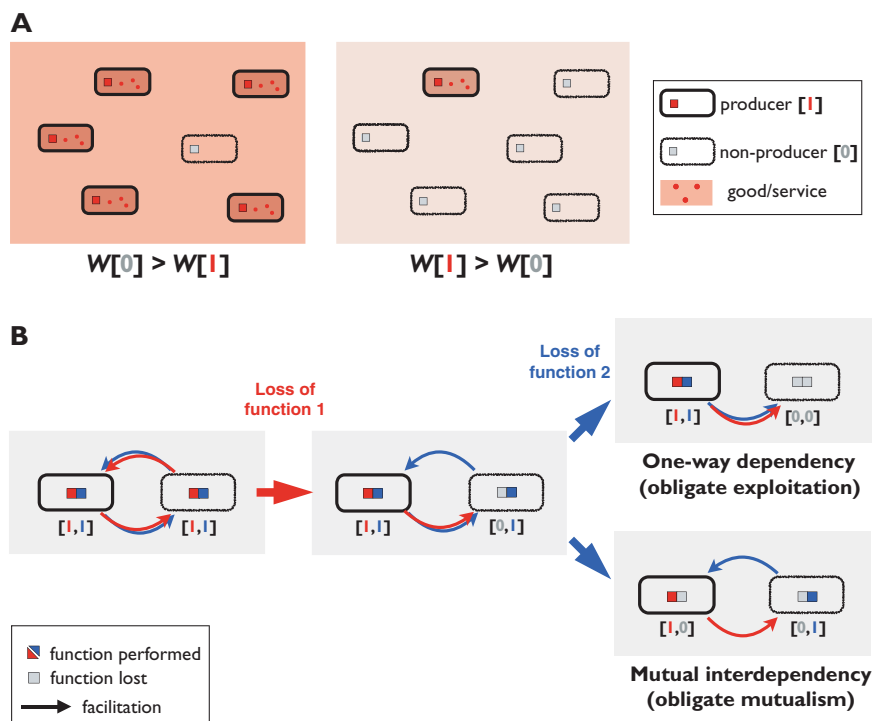 A
W[0] > W[1]
W[1] > W[0]
producer [1]
non-producer [0]
good/service
B
Loss of
function 1
Loss of
function 2
[1,1]
[1,1]
[1,1]
[0,1]
[1,1]
[0,0]
One-way dependency
(obligate exploitation)
[1,0]
[0,1]
Mutual interdependency
(obligate mutualism)
function performed
function lost
facilitation